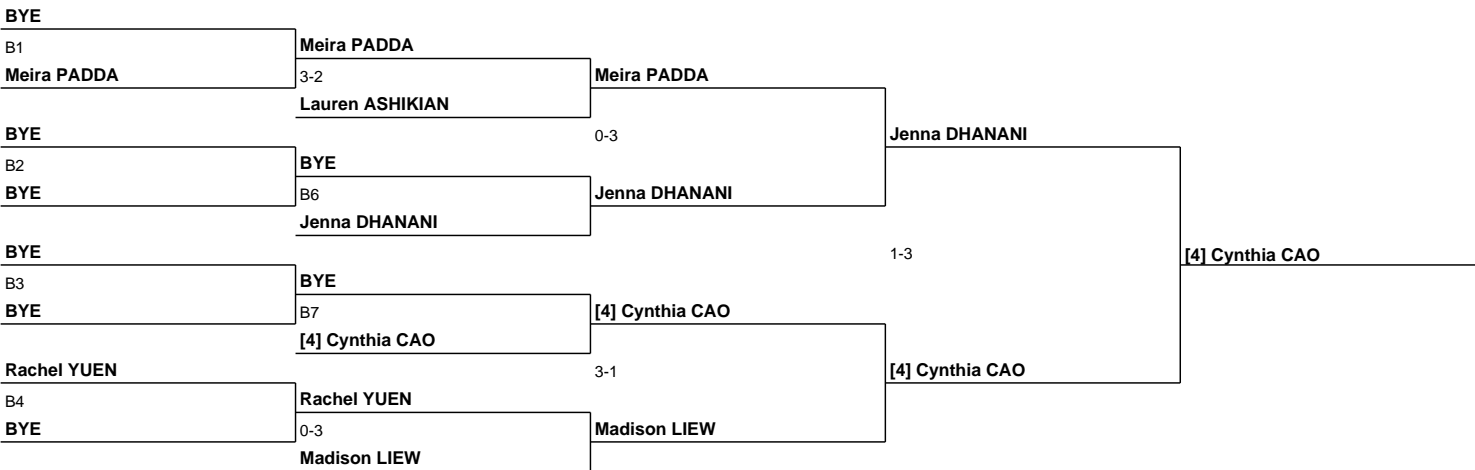 BYE
B1
Meira PADDA
Meira PADDA
3-2
Meira PADDA
Lauren ASHIKIAN
BYE
0-3
Jenna DHANANI
B2
BYE
BYE
B6
Jenna DHANANI
Jenna DHANANI
BYE
1-3
[4] Cynthia CAO
B3
BYE
BYE
B7
[4] Cynthia CAO
[4] Cynthia CAO
Rachel YUEN
3-1
[4] Cynthia CAO
B4
Rachel YUEN
BYE
0-3
Madison LIEW
Madison LIEW